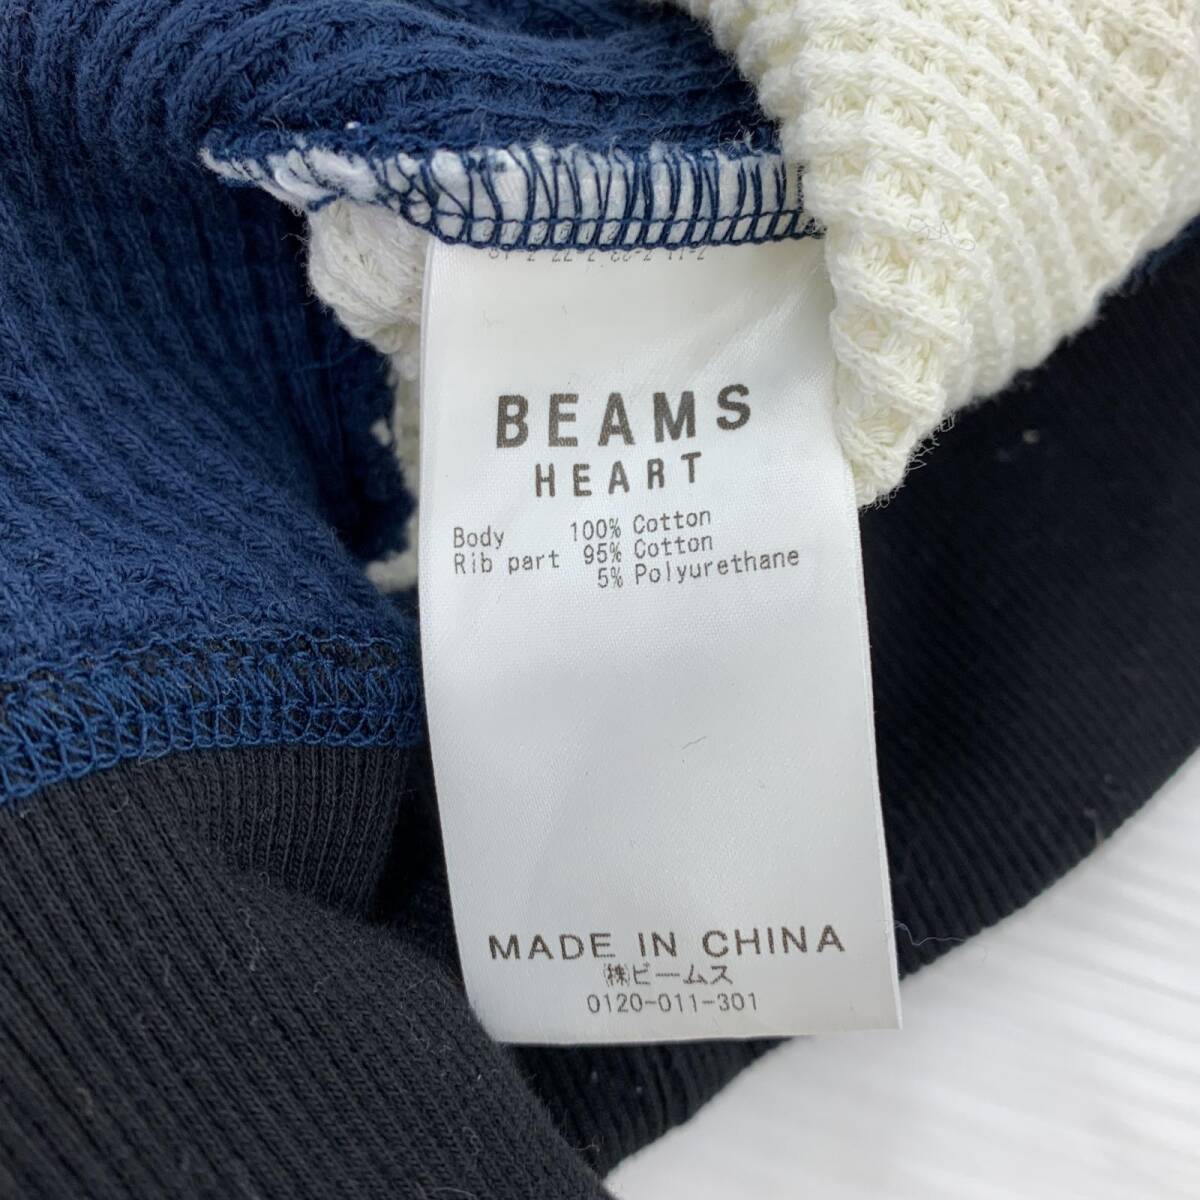 BEAMS
HEART
Body 100% Cotton
Rib part 95% Cotton
5% Polyurethane
MADE IN CHINA
㈱ビームス
0120-011-301